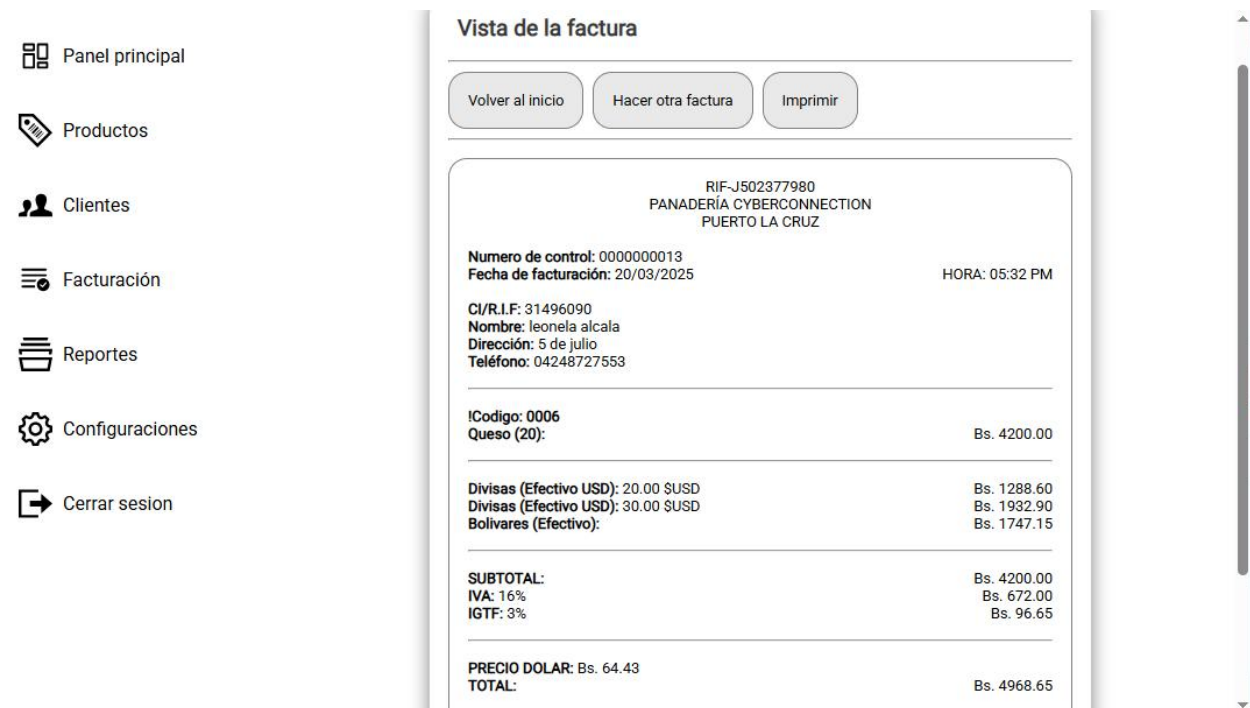 Panel principal
Productos
Clientes
Facturación
Reportes
Configuraciones
Cerrar sesion
Vista de la factura
Volver al inicio
Hacer otra factura
Imprimir
RIF-J502377980
PANADERÍA CYBERCONNECTION
PUERTO LA CRUZ
Numero de control: 0000000013
Fecha de facturación: 20/03/2025 HORA: 05:32 PM
CI/R.I.F: 31496090
Nombre: leonela alcala
Dirección: 5 de julio
Teléfono: 04248727553
!Codigo: 0006
Queso (20): Bs. 4200.00
Divisas (Efectivo USD): 20.00 $USD Bs. 1288.60
Divisas (Efectivo USD): 30.00 $USD Bs. 1932.90
Bolivares (Efectivo): Bs. 1747.15
SUBTOTAL: Bs. 4200.00
IVA: 16% Bs. 672.00
IGTF: 3% Bs. 96.65
PRECIO DOLAR: Bs. 64.43
TOTAL: Bs. 4968.65